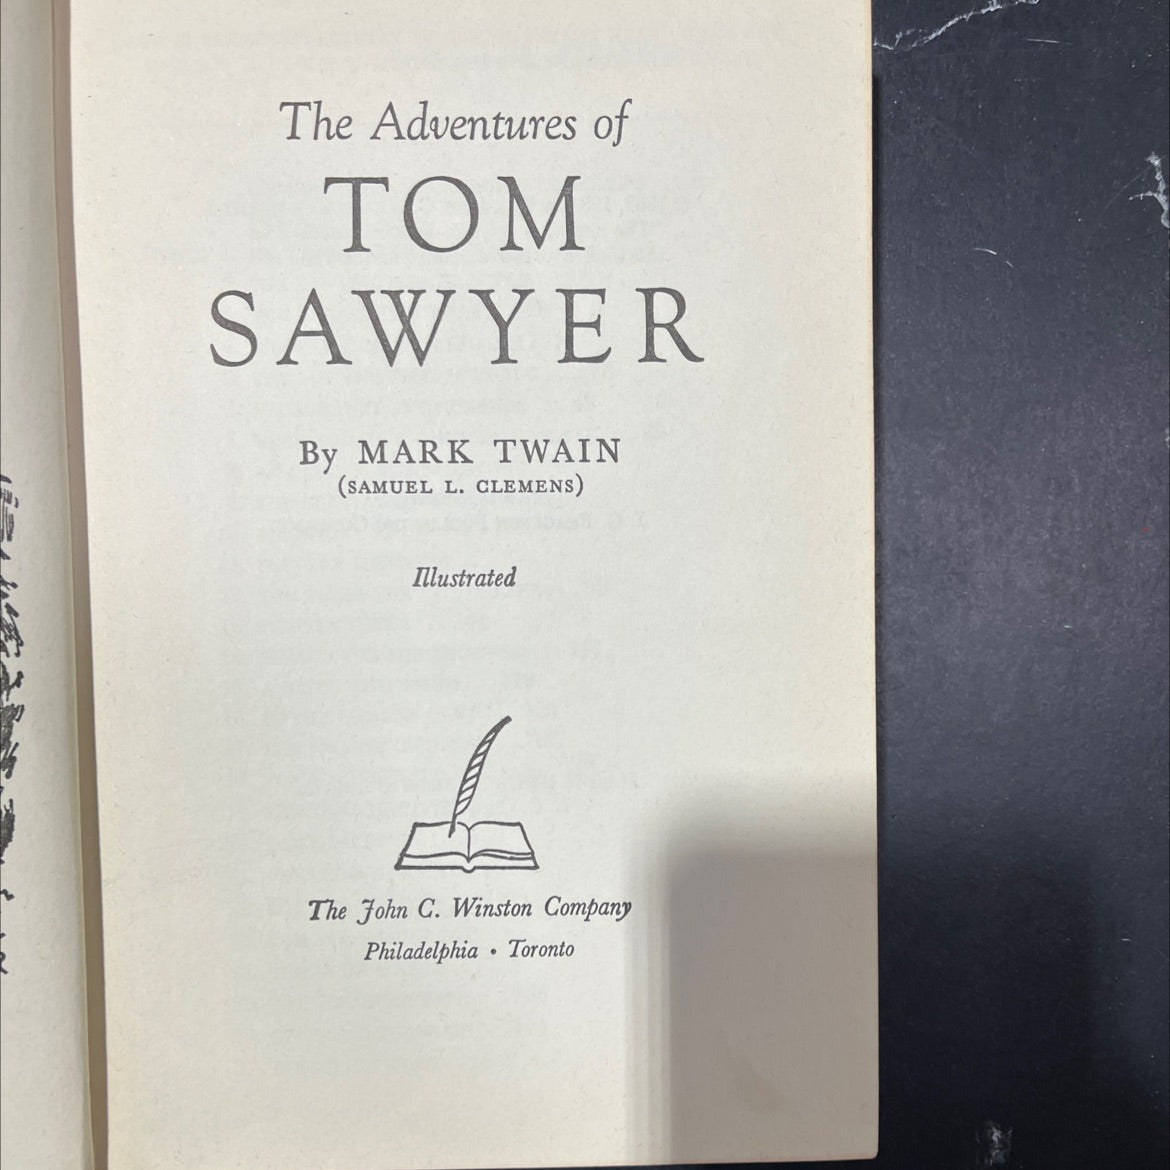 The Adventures of
TOM
SAWYER
By MARK TWAIN
(SAMUEL L. CLEMENS)
Illustrated
The John C. Winston Company
Philadelphia • Toronto